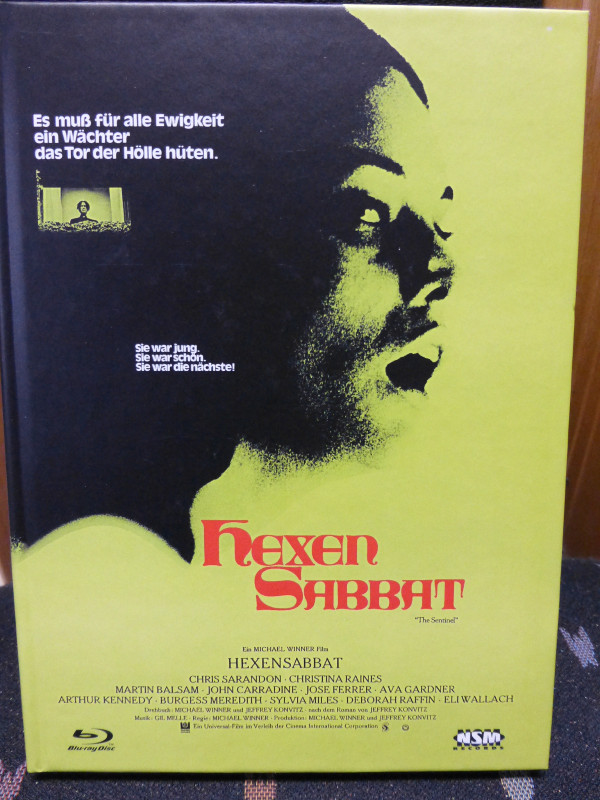 Es muß für alle Ewigkeit
ein Wächter
das Tor der Hölle hüten.
Sie war jung.
Sie war schön.
Sie war die nächste!
Hexen
Sabbat
"The Sentinel"
Ein MICHAEL WINNER Film
HEXENSABBAT
CHRIS SARANDON · CHRISTINA RAINES
MARTIN BALSAM · JOHN CARRADINE · JOSE FERRER · AVA GARDNER
ARTHUR KENNEDY · BURGESS MEREDITH · SYLVIA MILES · DEBORAH RAFFIN · ELI WALLACH
Drehbuch: MICHAEL WINNER und JEFFREY KONVITZ · nach dem Roman von JEFFREY KONVITZ
Musik: GIL MELLE · Regie: MICHAEL WINNER · Produktion: MICHAEL WINNER und JEFFREY KONVITZ
Ein Universal-Film im Verleih der Cinema International Corporation
Blu-ray Disc
NSM
RECORDS